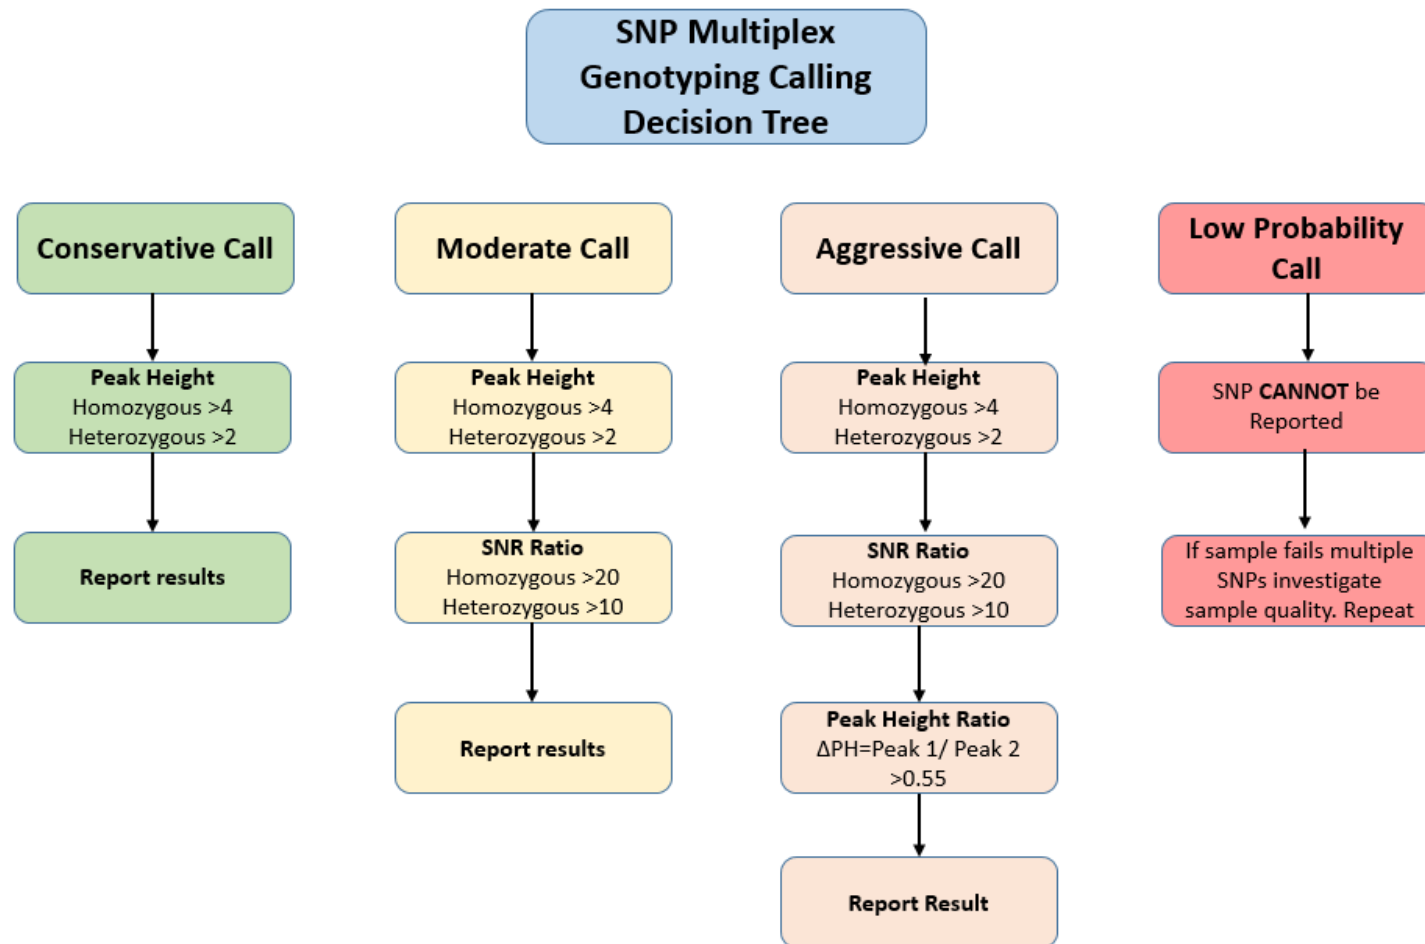 SNP Multiplex
Genotyping Calling
Decision Tree
Conservative Call
Peak Height
Homozygous >4
Heterozygous >2
Report results
Moderate Call
Peak Height
Homozygous >4
Heterozygous >2
SNR Ratio
Homozygous >20
Heterozygous >10
Report results
Aggressive Call
Peak Height
Homozygous >4
Heterozygous >2
SNR Ratio
Homozygous >20
Heterozygous >10
Peak Height Ratio
ΔPH=Peak 1/ Peak 2
>0.55
Report Result
Low Probability
Call
SNP CANNOT be
Reported
If sample fails multiple
SNPs investigate
sample quality. Repeat